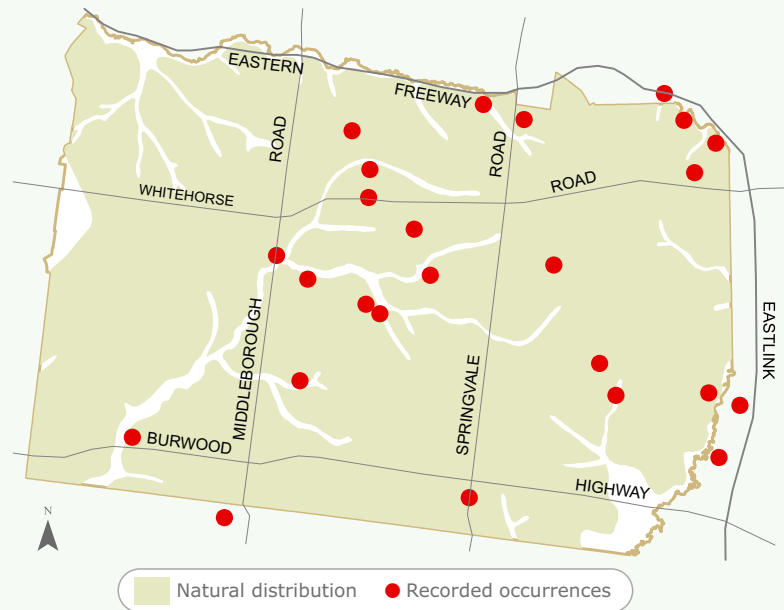 EASTERN
FREEWAY
ROAD
ROAD
WHITEHORSE
ROAD
MIDDLEBOROUGH
EASTLINK
SPRINGVALE
BURWOOD
HIGHWAY
N
Natural distribution
Recorded occurrences